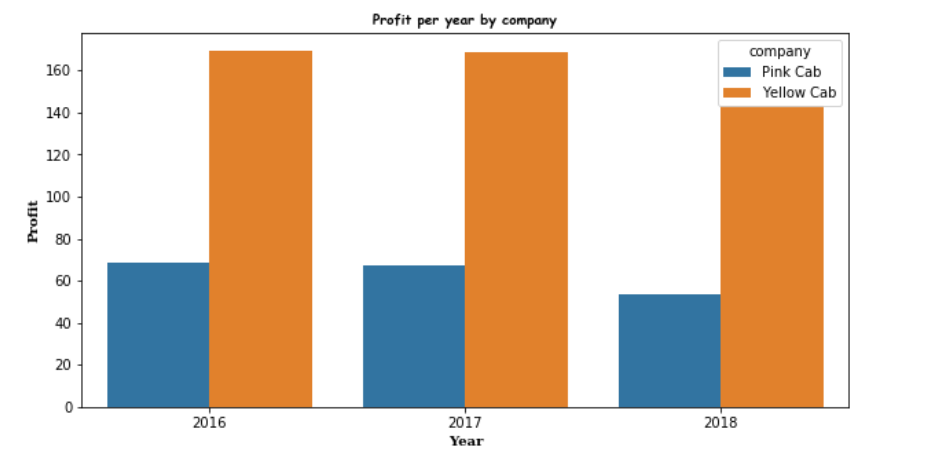 Profit per year by company
company
Pink Cab
Yellow Cab
160
140
120
100
80
60
40
20
0
Profit
2016 2017 2018
Year